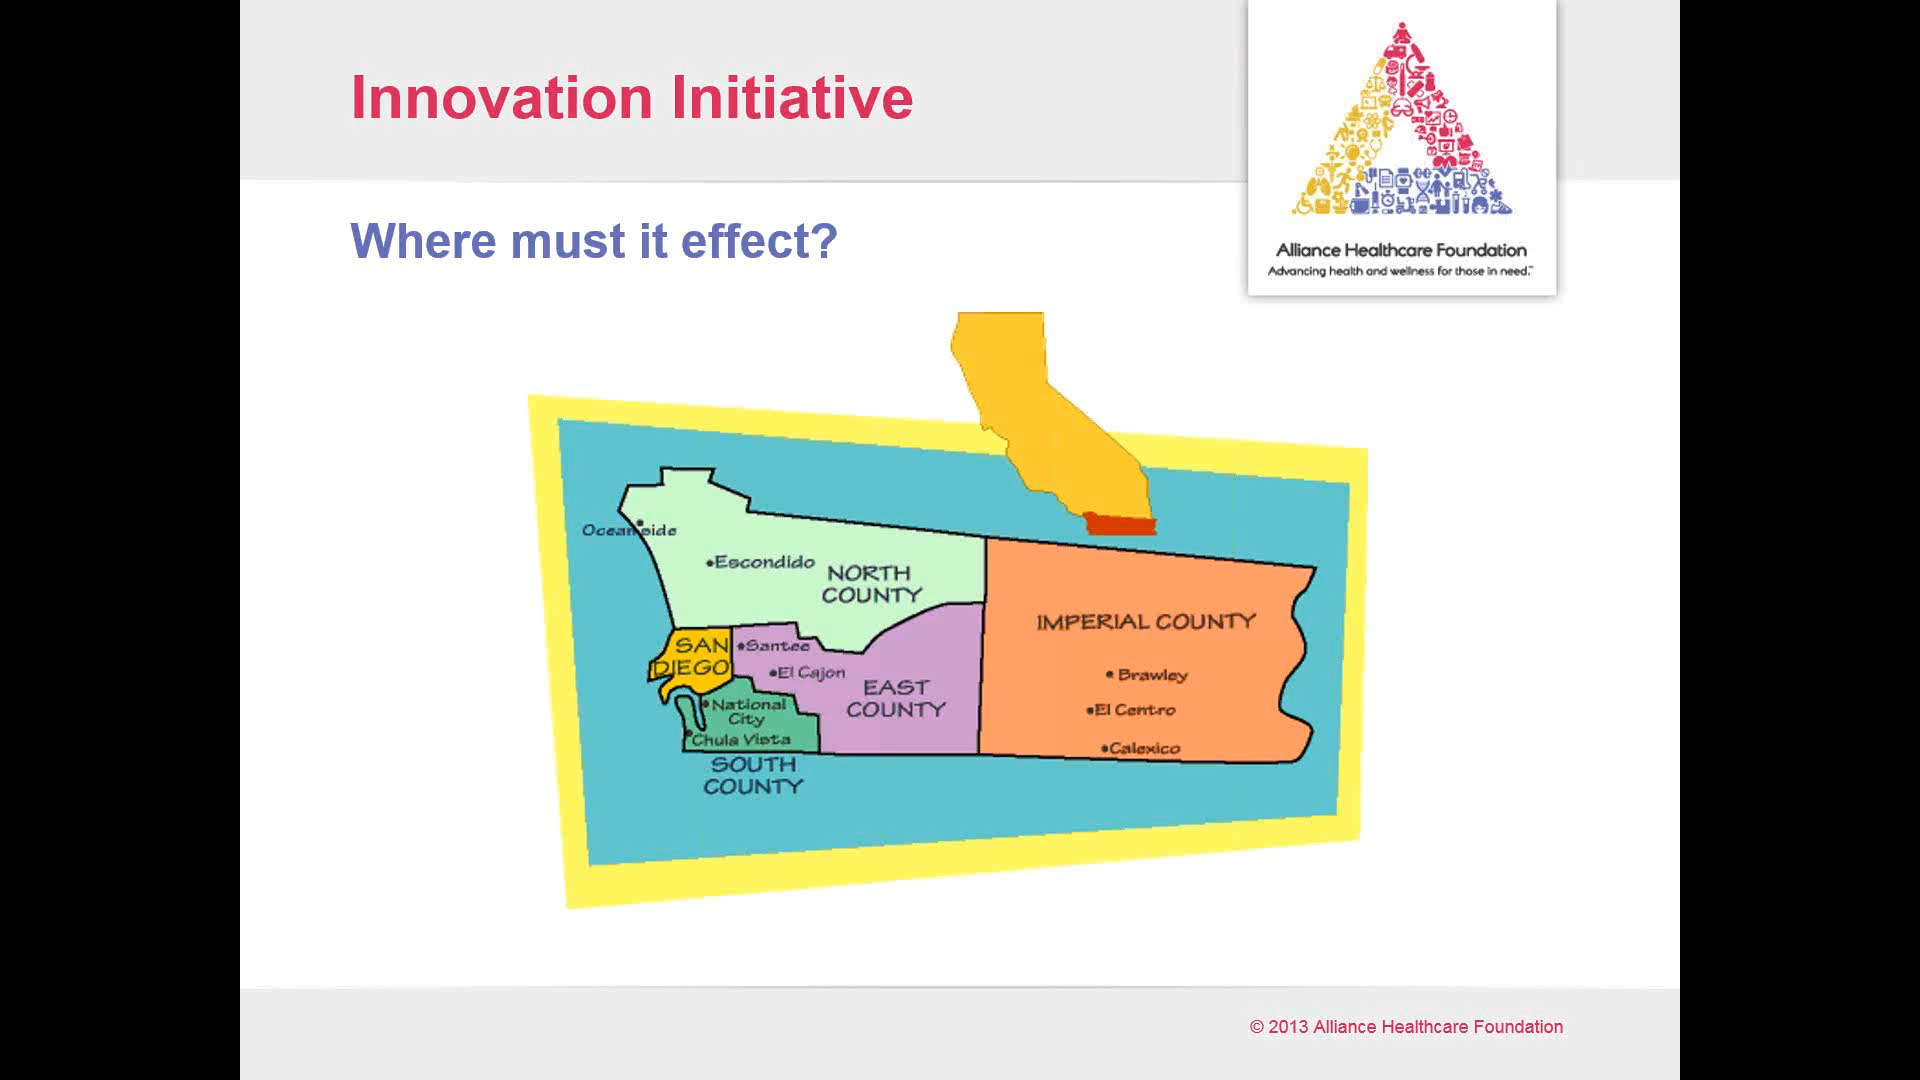 Innovation Initiative
Alliance Healthcare Foundation
Advancing health and wellness for those in need.™
Where must it effect?
Oceanside
Escondido
NORTH
COUNTY
IMPERIAL COUNTY
SAN
DIEGO
Santee
El Cajon
Brawley
EAST
COUNTY
National
City
El Centro
Chula Vista
Calexico
SOUTH
COUNTY
© 2013 Alliance Healthcare Foundation